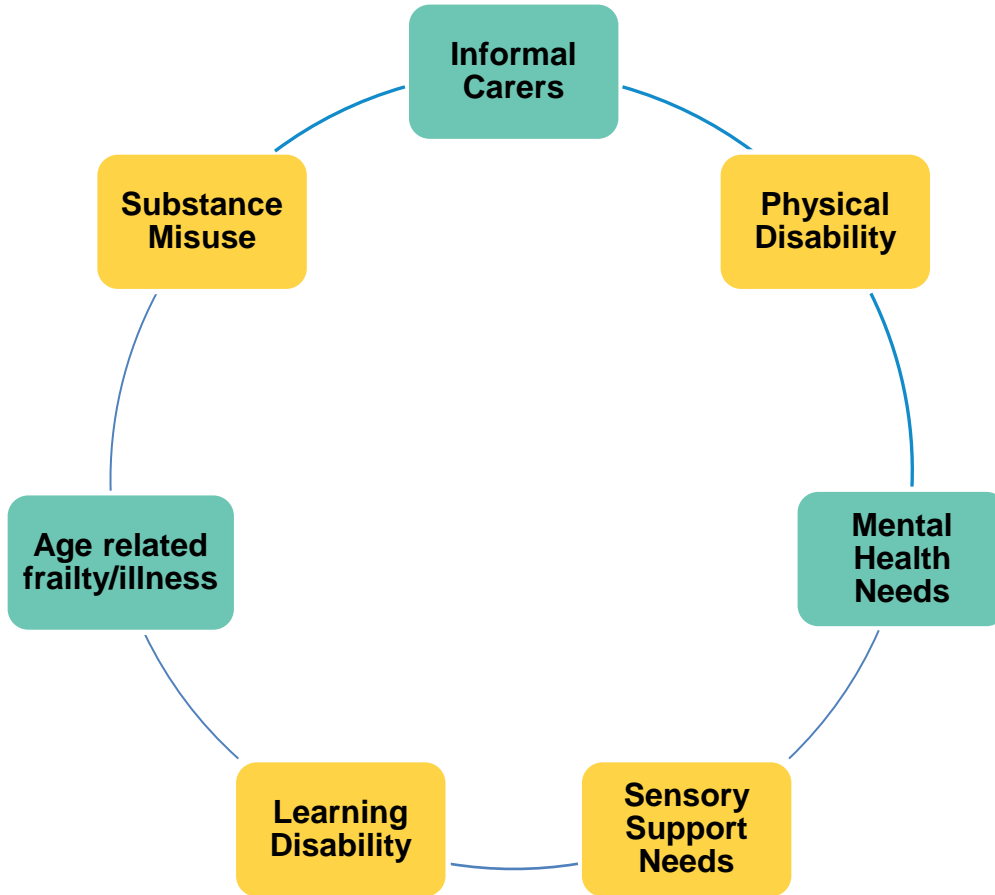 Informal
Carers
Substance
Misuse
Physical
Disability
Age related
frailty/illness
Mental
Health
Needs
Learning
Disability
Sensory
Support
Needs